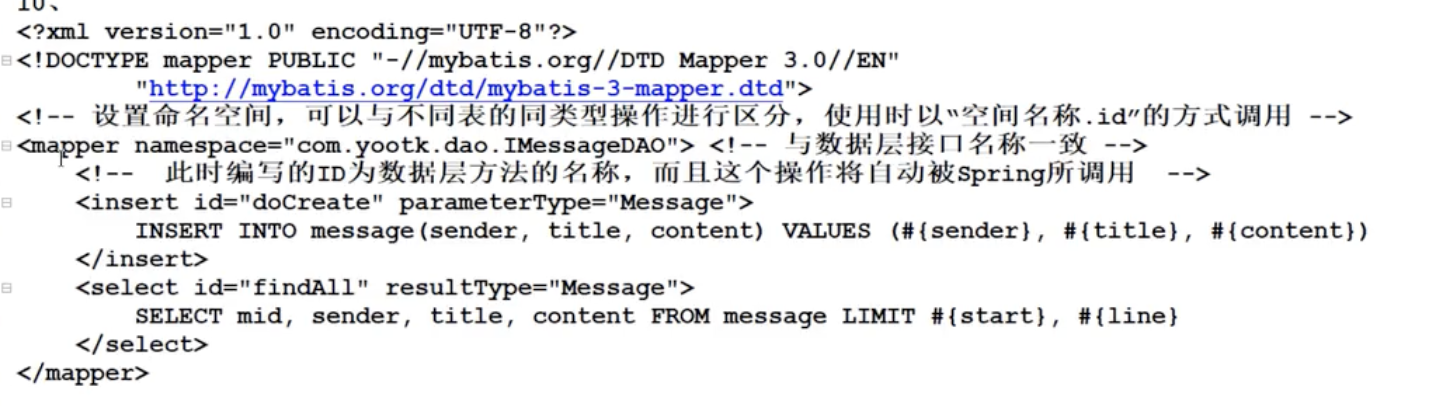 10、
<?xml version="1.0" encoding="UTF-8"?>
<!DOCTYPE mapper PUBLIC "-//mybatis.org//DTD Mapper 3.0//EN"
        "http://mybatis.org/dtd/mybatis-3-mapper.dtd">
<!-- 设置命名空间，可以与不同表的同类型操作进行区分，使用时以“空间名称.id”的方式调用 -->
<mapper namespace="com.yootk.dao.IMessageDAO"> <!-- 与数据层接口名称一致 -->
    <!--  此时编写的ID为数据层方法的名称，而且这个操作将自动被Spring所调用  -->
    <insert id="doCreate" parameterType="Message">
        INSERT INTO message(sender, title, content) VALUES (#{sender}, #{title}, #{content})
    </insert>
    <select id="findAll" resultType="Message">
        SELECT mid, sender, title, content FROM message LIMIT #{start}, #{line}
    </select>
</mapper>